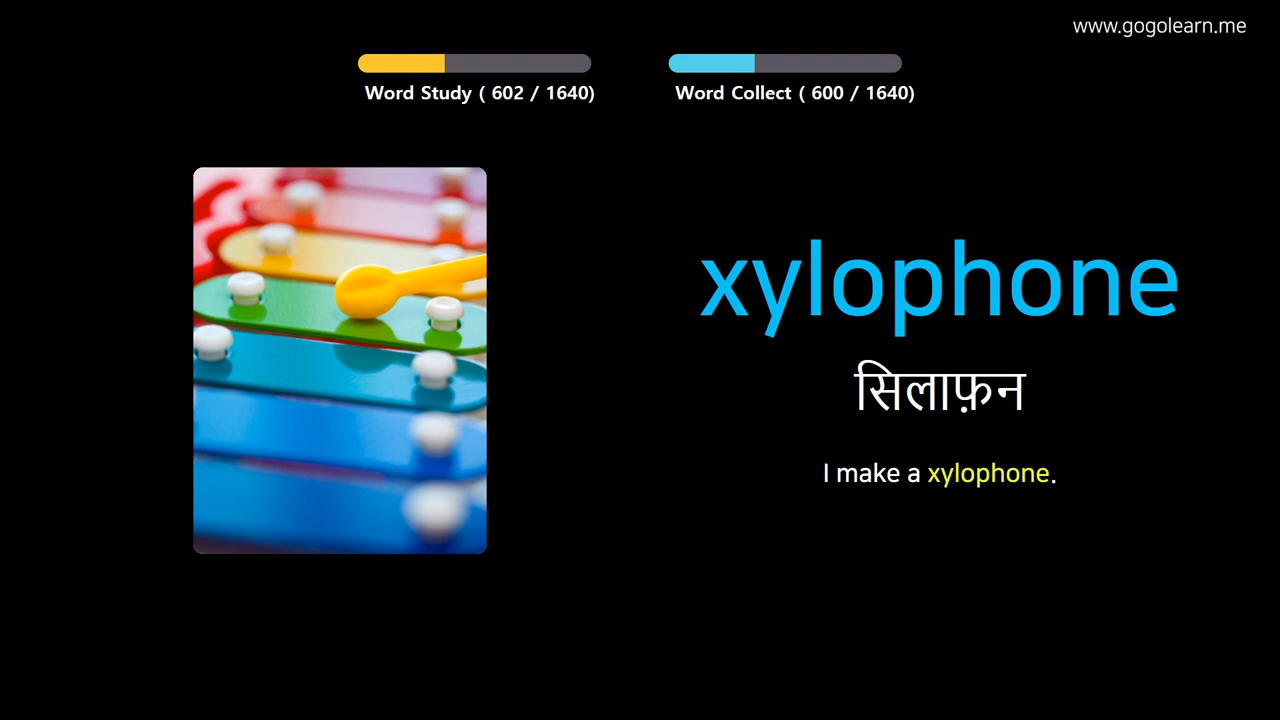 www.gogolearn.me
Word Study ( 602 / 1640)
Word Collect ( 600 / 1640)
xylophone
सिलाफ़न
I make a xylophone.